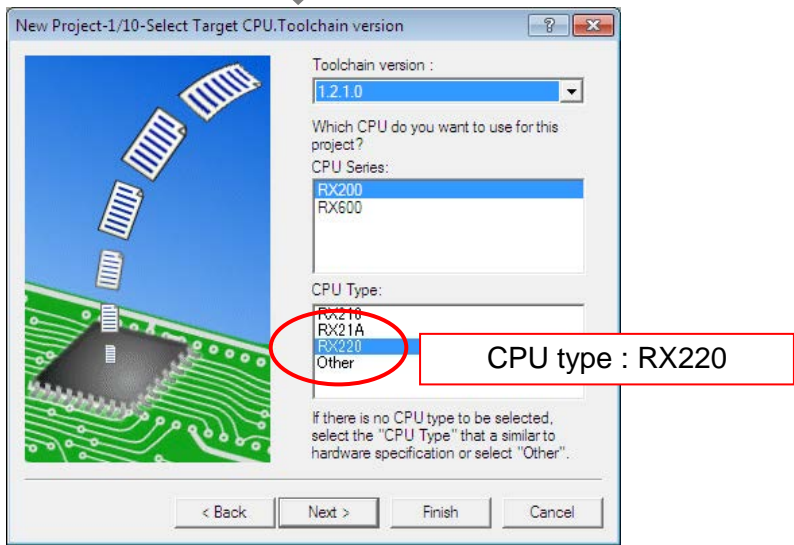 New Project-1/10-Select Target CPU.Toolchain version
Toolchain version :
1.2.1.0
Which CPU do you want to use for this
project?
CPU Series:
RX200
RX600
CPU Type:
RX210
RX21A
RX220
Other
CPU type : RX220
If there is no CPU type to be selected,
select the "CPU Type" that a similar to
hardware specification or select "Other".
< Back
Next >
Finish
Cancel